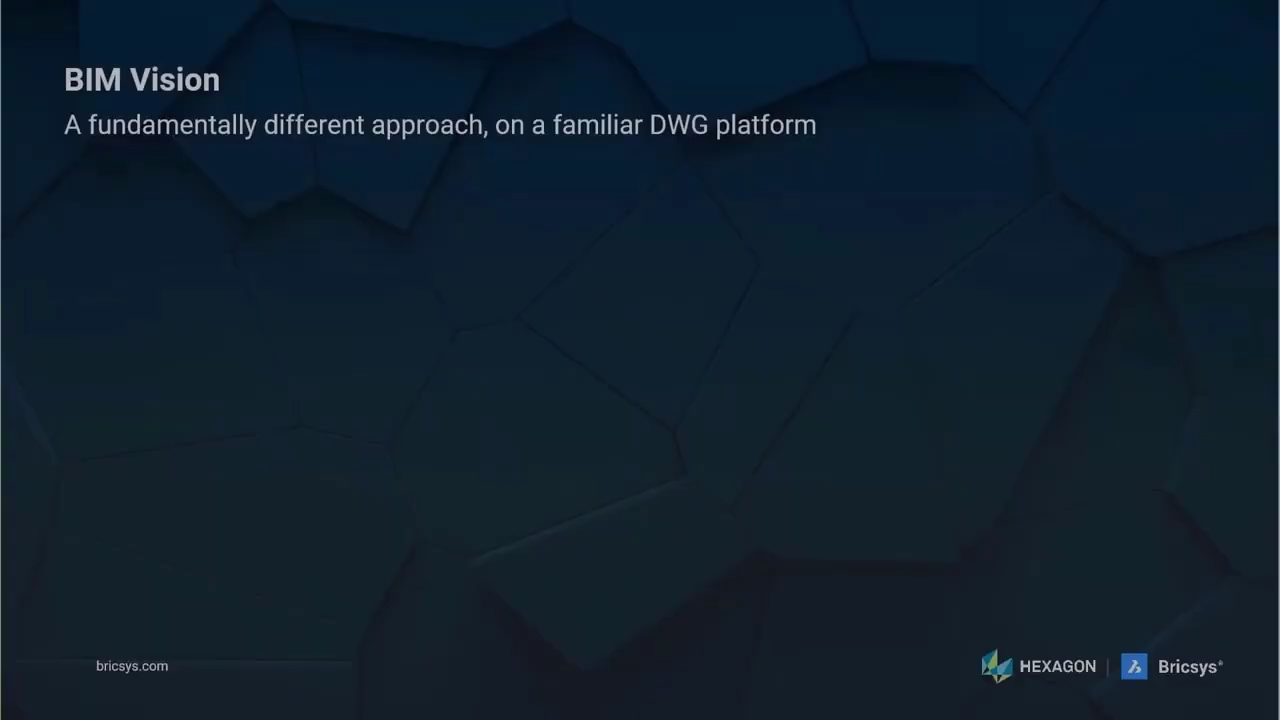 BIM Vision
A fundamentally different approach, on a familiar DWG platform
bricsys.com
HEXAGON | Bricsys®